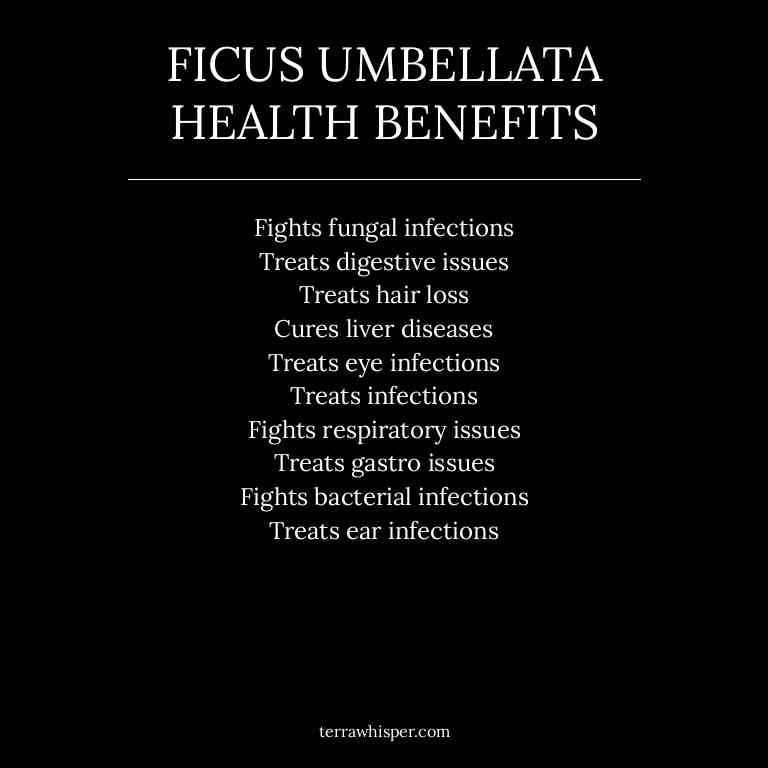 FICUS UMBELLATA
HEALTH BENEFITS
Fights fungal infections
Treats digestive issues
Treats hair loss
Cures liver diseases
Treats eye infections
Treats infections
Fights respiratory issues
Treats gastro issues
Fights bacterial infections
Treats ear infections
terrawhisper.com